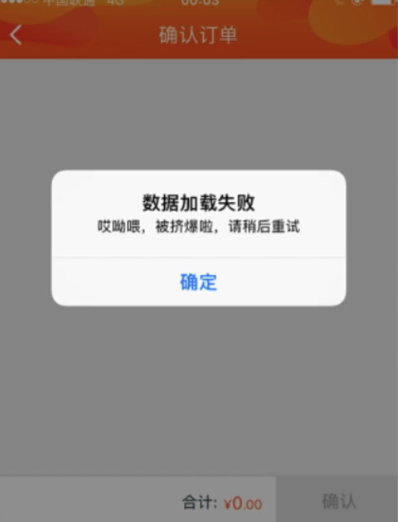 中国联通 4G 00:03
确认订单
数据加载失败
哎呦喂，被挤爆啦，请稍后重试
确定
合计: ¥0.00 确认